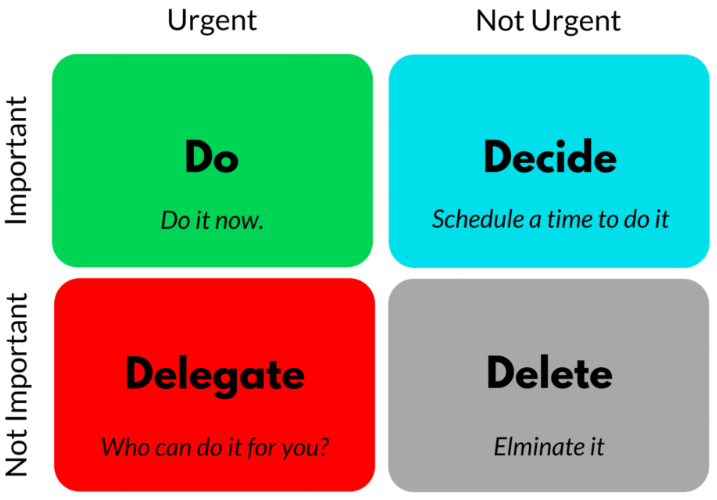 Urgent
Not Urgent
Important
Do
Do it now.
Decide
Schedule a time to do it
Not Important
Delegate
Who can do it for you?
Delete
Elminate it